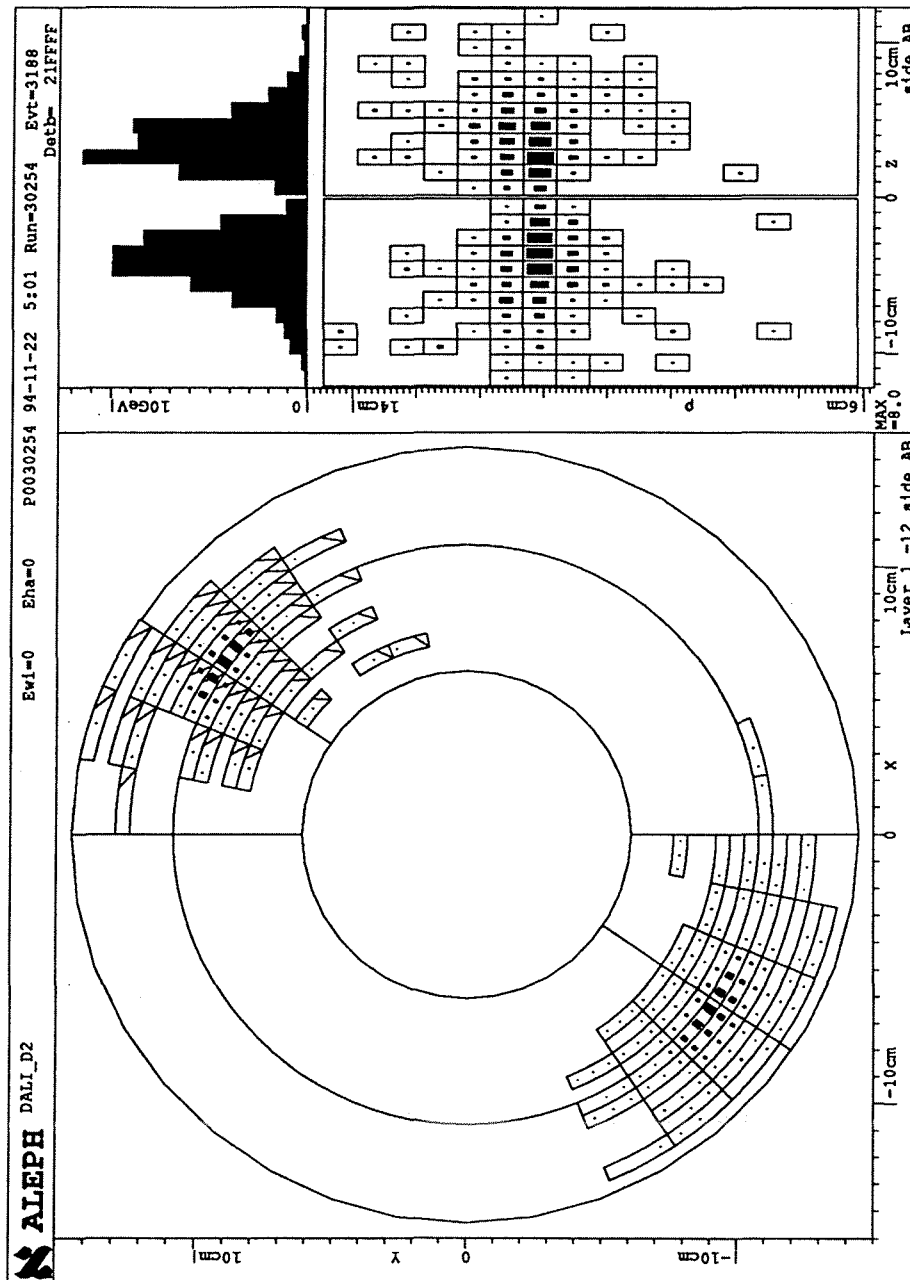 ALEPH DALI_D2 Ewi=0 Eha=0 P0030254 94-11-22 5:01 Run=30254 Evt=3188
Detb= 21FFFF
10GeV 0
14cm ρ 6cm
-10cm 0 Z 10cm
MAX
=8.0
side AB
10cm Y 0 -10cm
-10cm 0 X 10cm
Layer 1 -12 side AB